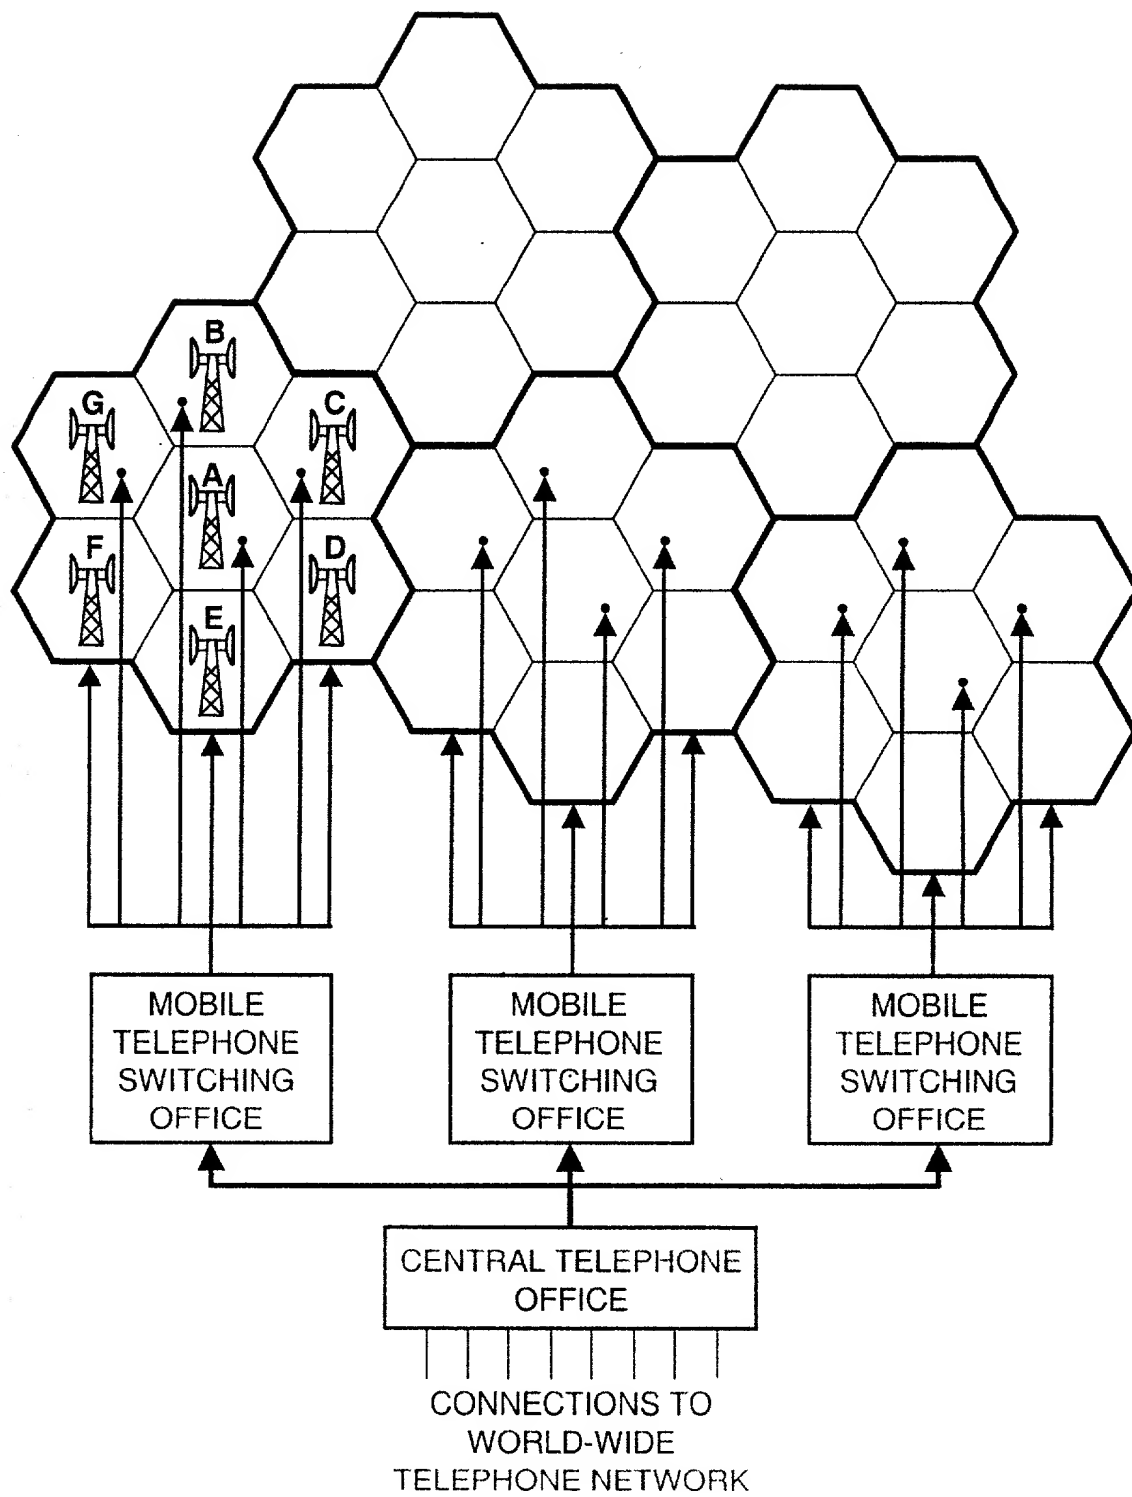 B
G
C
A
F
D
E
MOBILE
TELEPHONE
SWITCHING
OFFICE
MOBILE
TELEPHONE
SWITCHING
OFFICE
MOBILE
TELEPHONE
SWITCHING
OFFICE
CENTRAL TELEPHONE
OFFICE
CONNECTIONS TO
WORLD-WIDE
TELEPHONE NETWORK